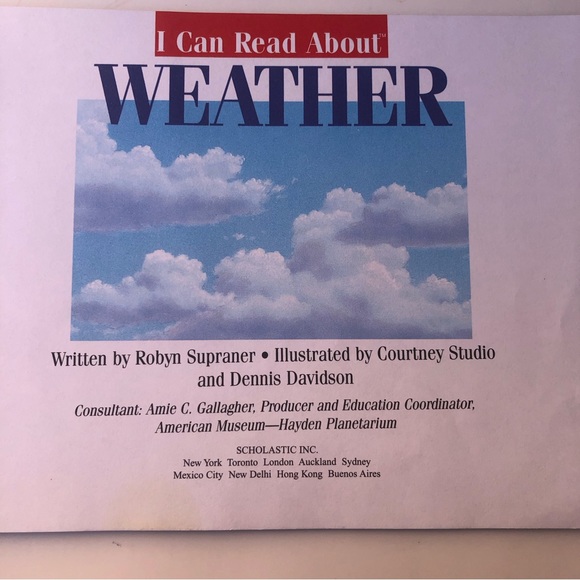 I Can Read About™
WEATHER
Written by Robyn Supraner • Illustrated by Courtney Studio
and Dennis Davidson
Consultant: Amie C. Gallagher, Producer and Education Coordinator,
American Museum—Hayden Planetarium
SCHOLASTIC INC.
New York Toronto London Auckland Sydney
Mexico City New Delhi Hong Kong Buenos Aires